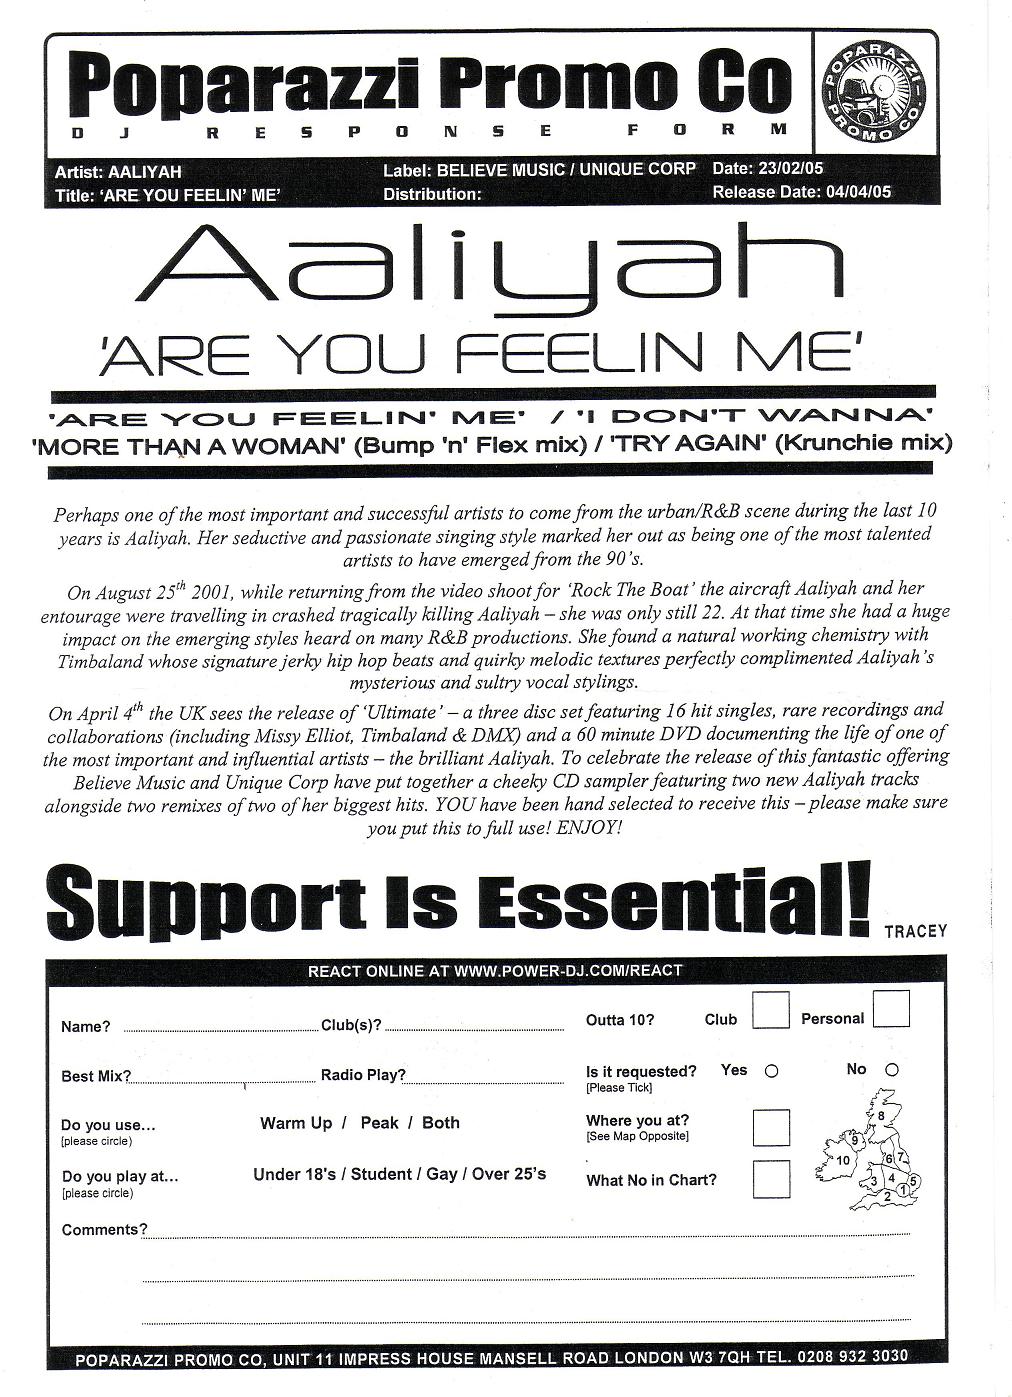 Poparazzi Promo Co
DJ RESPONSE FORM
POPARAZZI PROMO CO.
Artist: AALIYAH Label: BELIEVE MUSIC / UNIQUE CORP Date: 23/02/05
Title: 'ARE YOU FEELIN' ME' Distribution: Release Date: 04/04/05
Aaliyah
'ARE YOU FEELIN ME'
'ARE YOU FEELIN' ME' / 'I DON'T WANNA'
'MORE THAN A WOMAN' (Bump 'n' Flex mix) / 'TRY AGAIN' (Krunchie mix)
Perhaps one of the most important and successful artists to come from the urban/R&B scene during the last 10
years is Aaliyah. Her seductive and passionate singing style marked her out as being one of the most talented
artists to have emerged from the 90's.
On August 25th 2001, while returning from the video shoot for 'Rock The Boat' the aircraft Aaliyah and her
entourage were travelling in crashed tragically killing Aaliyah – she was only still 22. At that time she had a huge
impact on the emerging styles heard on many R&B productions. She found a natural working chemistry with
Timbaland whose signature jerky hip hop beats and quirky melodic textures perfectly complimented Aaliyah's
mysterious and sultry vocal stylings.
On April 4th the UK sees the release of 'Ultimate' – a three disc set featuring 16 hit singles, rare recordings and
collaborations (including Missy Elliot, Timbaland & DMX) and a 60 minute DVD documenting the life of one of
the most important and influential artists – the brilliant Aaliyah. To celebrate the release of this fantastic offering
Believe Music and Unique Corp have put together a cheeky CD sampler featuring two new Aaliyah tracks
alongside two remixes of two of her biggest hits. YOU have been hand selected to receive this – please make sure
you put this to full use! ENJOY!
Support Is Essential!
TRACEY
REACT ONLINE AT WWW.POWER-DJ.COM/REACT
Name? Club(s)? Outta 10? Club Personal
Best Mix? Radio Play? Is it requested? Yes No
[Please Tick]
Do you use... Warm Up / Peak / Both Where you at?
[please circle) [See Map Opposite]
Do you play at... Under 18's / Student / Gay / Over 25's What No in Chart?
(please circle)
8
9
10
6 7
3 4 5
2 1
Comments?
POPARAZZI PROMO CO, UNIT 11 IMPRESS HOUSE MANSELL ROAD LONDON W3 7QH TEL. 0208 932 3030